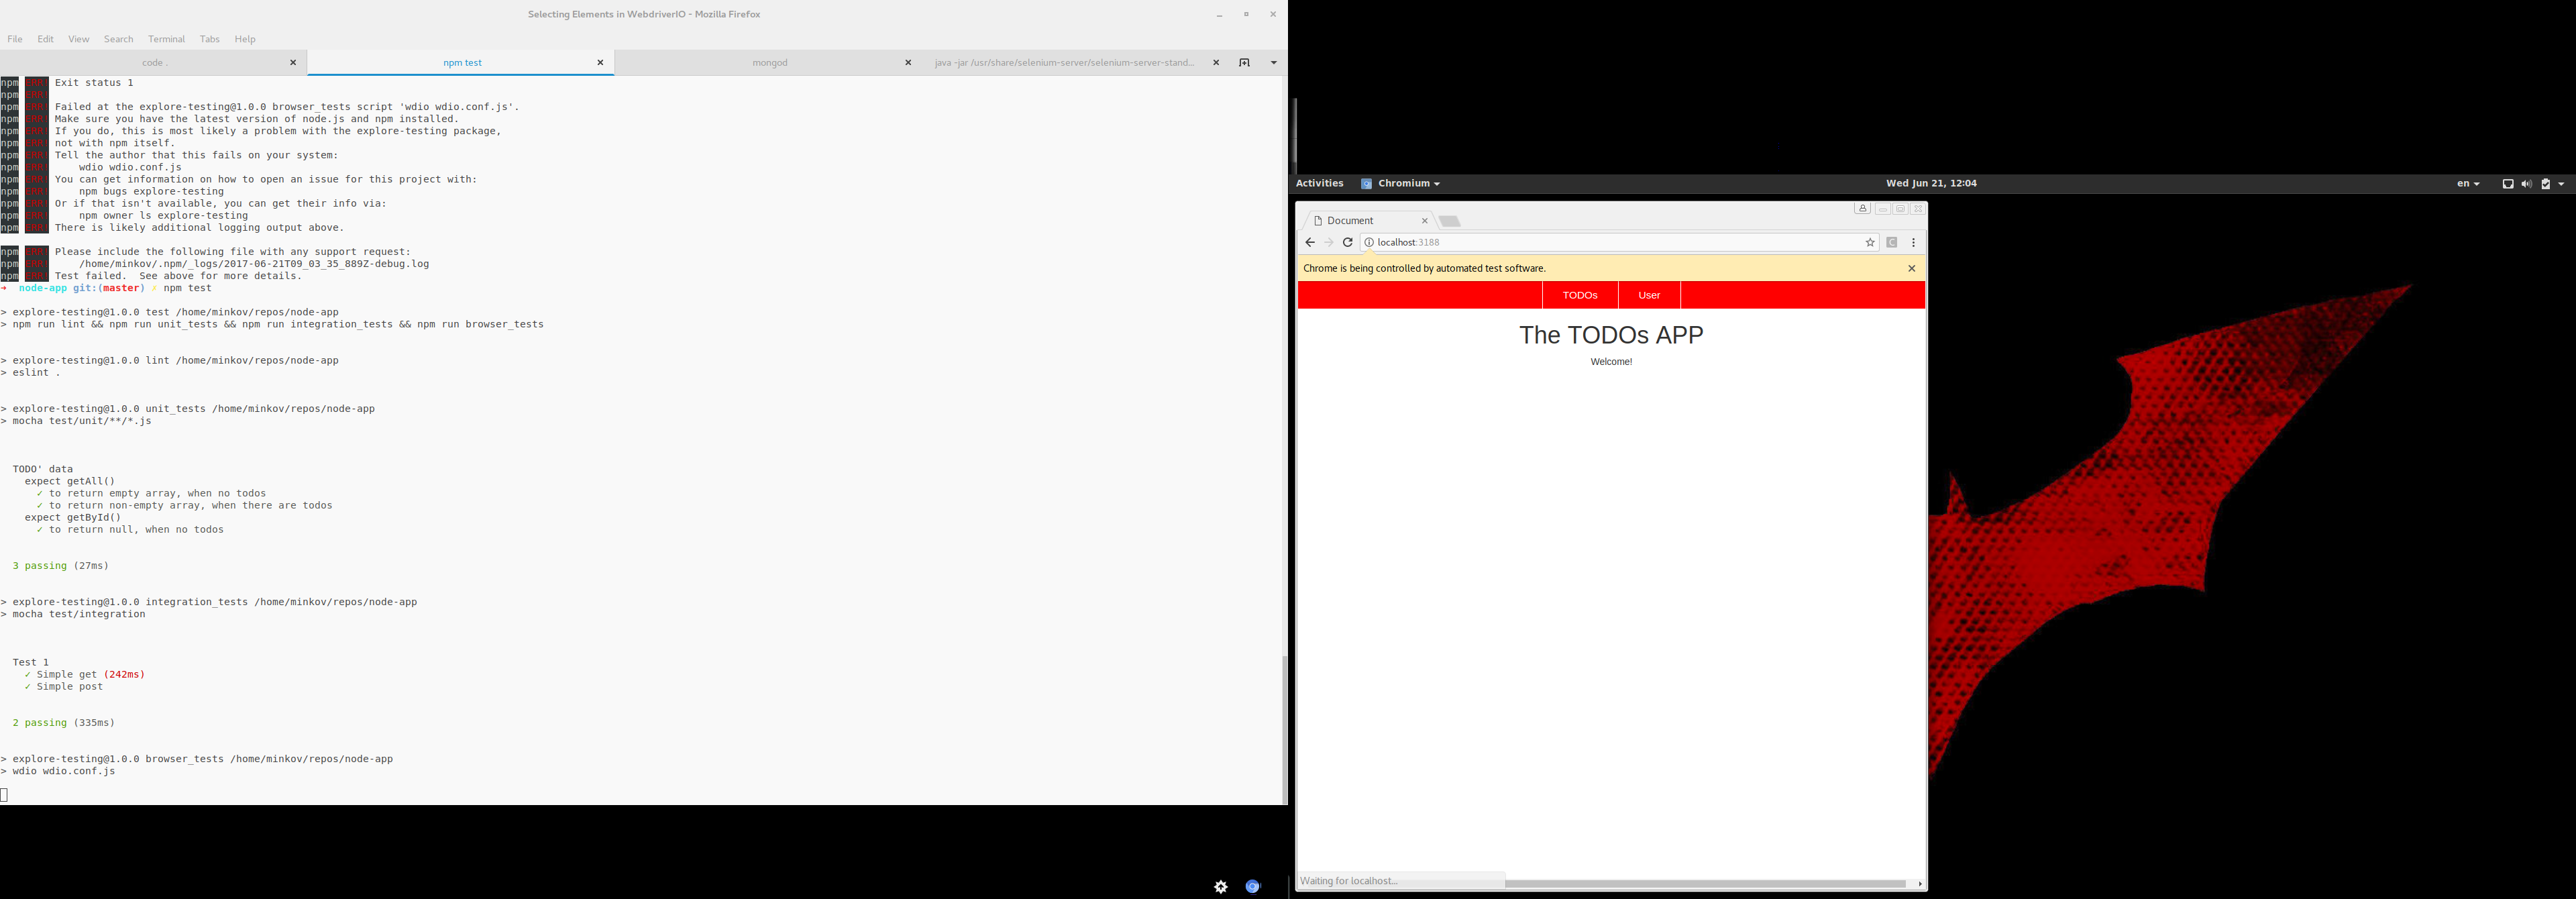 Selecting Elements in WebdriverIO - Mozilla Firefox
File Edit View Search Terminal Tabs Help
code . npm test mongod java -jar /usr/share/selenium-server/selenium-server-stand...
npm ERR! Exit status 1
npm ERR!
npm ERR! Failed at the explore-testing@1.0.0 browser_tests script 'wdio wdio.conf.js'.
npm ERR! Make sure you have the latest version of node.js and npm installed.
npm ERR! If you do, this is most likely a problem with the explore-testing package,
npm ERR! not with npm itself.
npm ERR! Tell the author that this fails on your system:
npm ERR!     wdio wdio.conf.js
npm ERR! You can get information on how to open an issue for this project with:
npm ERR!     npm bugs explore-testing
npm ERR! Or if that isn't available, you can get their info via:
npm ERR!     npm owner ls explore-testing
npm ERR! There is likely additional logging output above.
npm ERR! Please include the following file with any support request:
npm ERR!     /home/minkov/.npm/_logs/2017-06-21T09_03_35_889Z-debug.log
npm ERR! Test failed.  See above for more details.
➜  node-app git:(master) ✗ npm test
> explore-testing@1.0.0 test /home/minkov/repos/node-app
> npm run lint && npm run unit_tests && npm run integration_tests && npm run browser_tests
> explore-testing@1.0.0 lint /home/minkov/repos/node-app
> eslint .
> explore-testing@1.0.0 unit_tests /home/minkov/repos/node-app
> mocha test/unit/**/*.js
TODO' data
expect getAll()
✓ to return empty array, when no todos
✓ to return non-empty array, when there are todos
expect getById()
✓ to return null, when no todos
3 passing (27ms)
> explore-testing@1.0.0 integration_tests /home/minkov/repos/node-app
> mocha test/integration
Test 1
✓ Simple get (242ms)
✓ Simple post
2 passing (335ms)
> explore-testing@1.0.0 browser_tests /home/minkov/repos/node-app
> wdio wdio.conf.js
Activities Chromium Wed Jun 21, 12:04 en
Document
localhost:3188
Chrome is being controlled by automated test software.
TODOs User
The TODOs APP
Welcome!
Waiting for localhost...